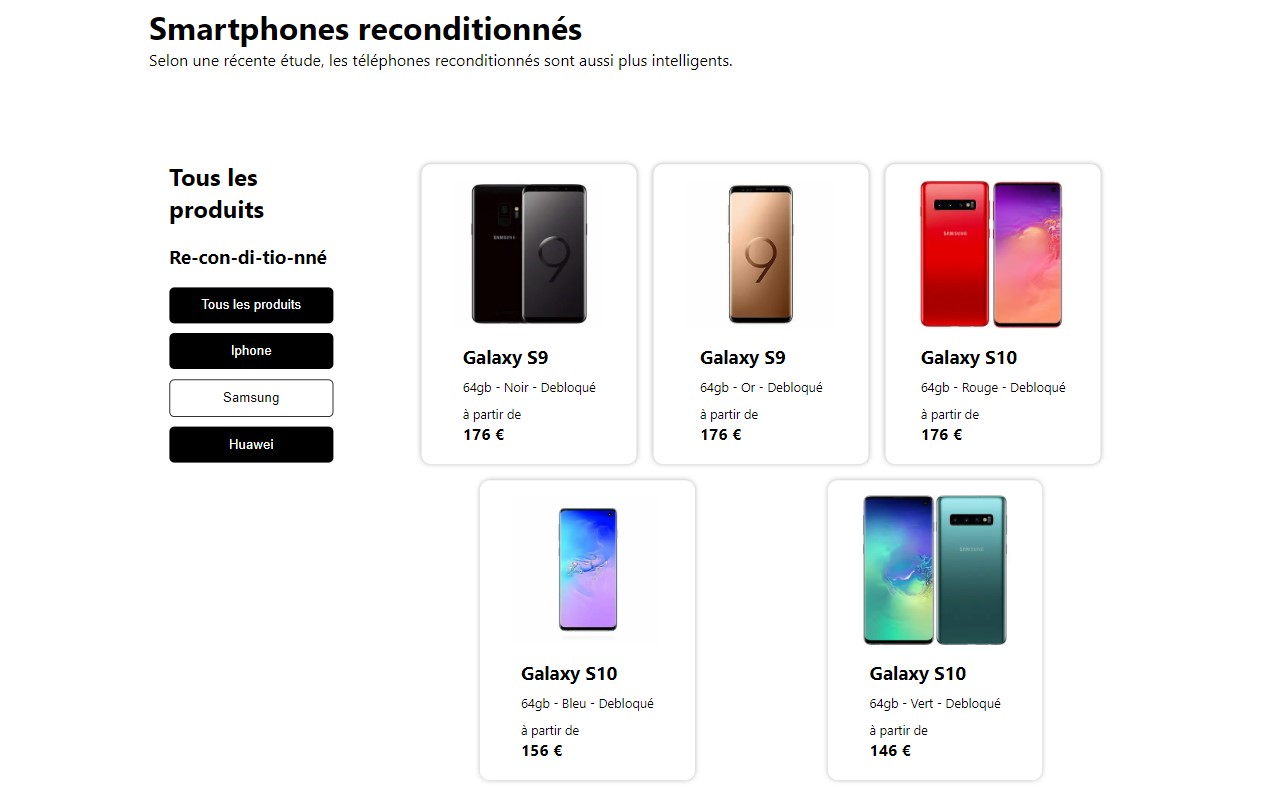 Smartphones reconditionnés
Selon une récente étude, les téléphones reconditionnés sont aussi plus intelligents.
Tous les
produits
Re-con-di-tio-nné
Tous les produits
Iphone
Samsung
Huawei
SAMSUNG
9
Galaxy S9
64gb - Noir - Debloqué
à partir de
176 €
9
Galaxy S9
64gb - Or - Debloqué
à partir de
176 €
SAMSUNG
Galaxy S10
64gb - Rouge - Debloqué
à partir de
176 €
Galaxy S10
64gb - Bleu - Debloqué
à partir de
156 €
SAMSUNG
Galaxy S10
64gb - Vert - Debloqué
à partir de
146 €